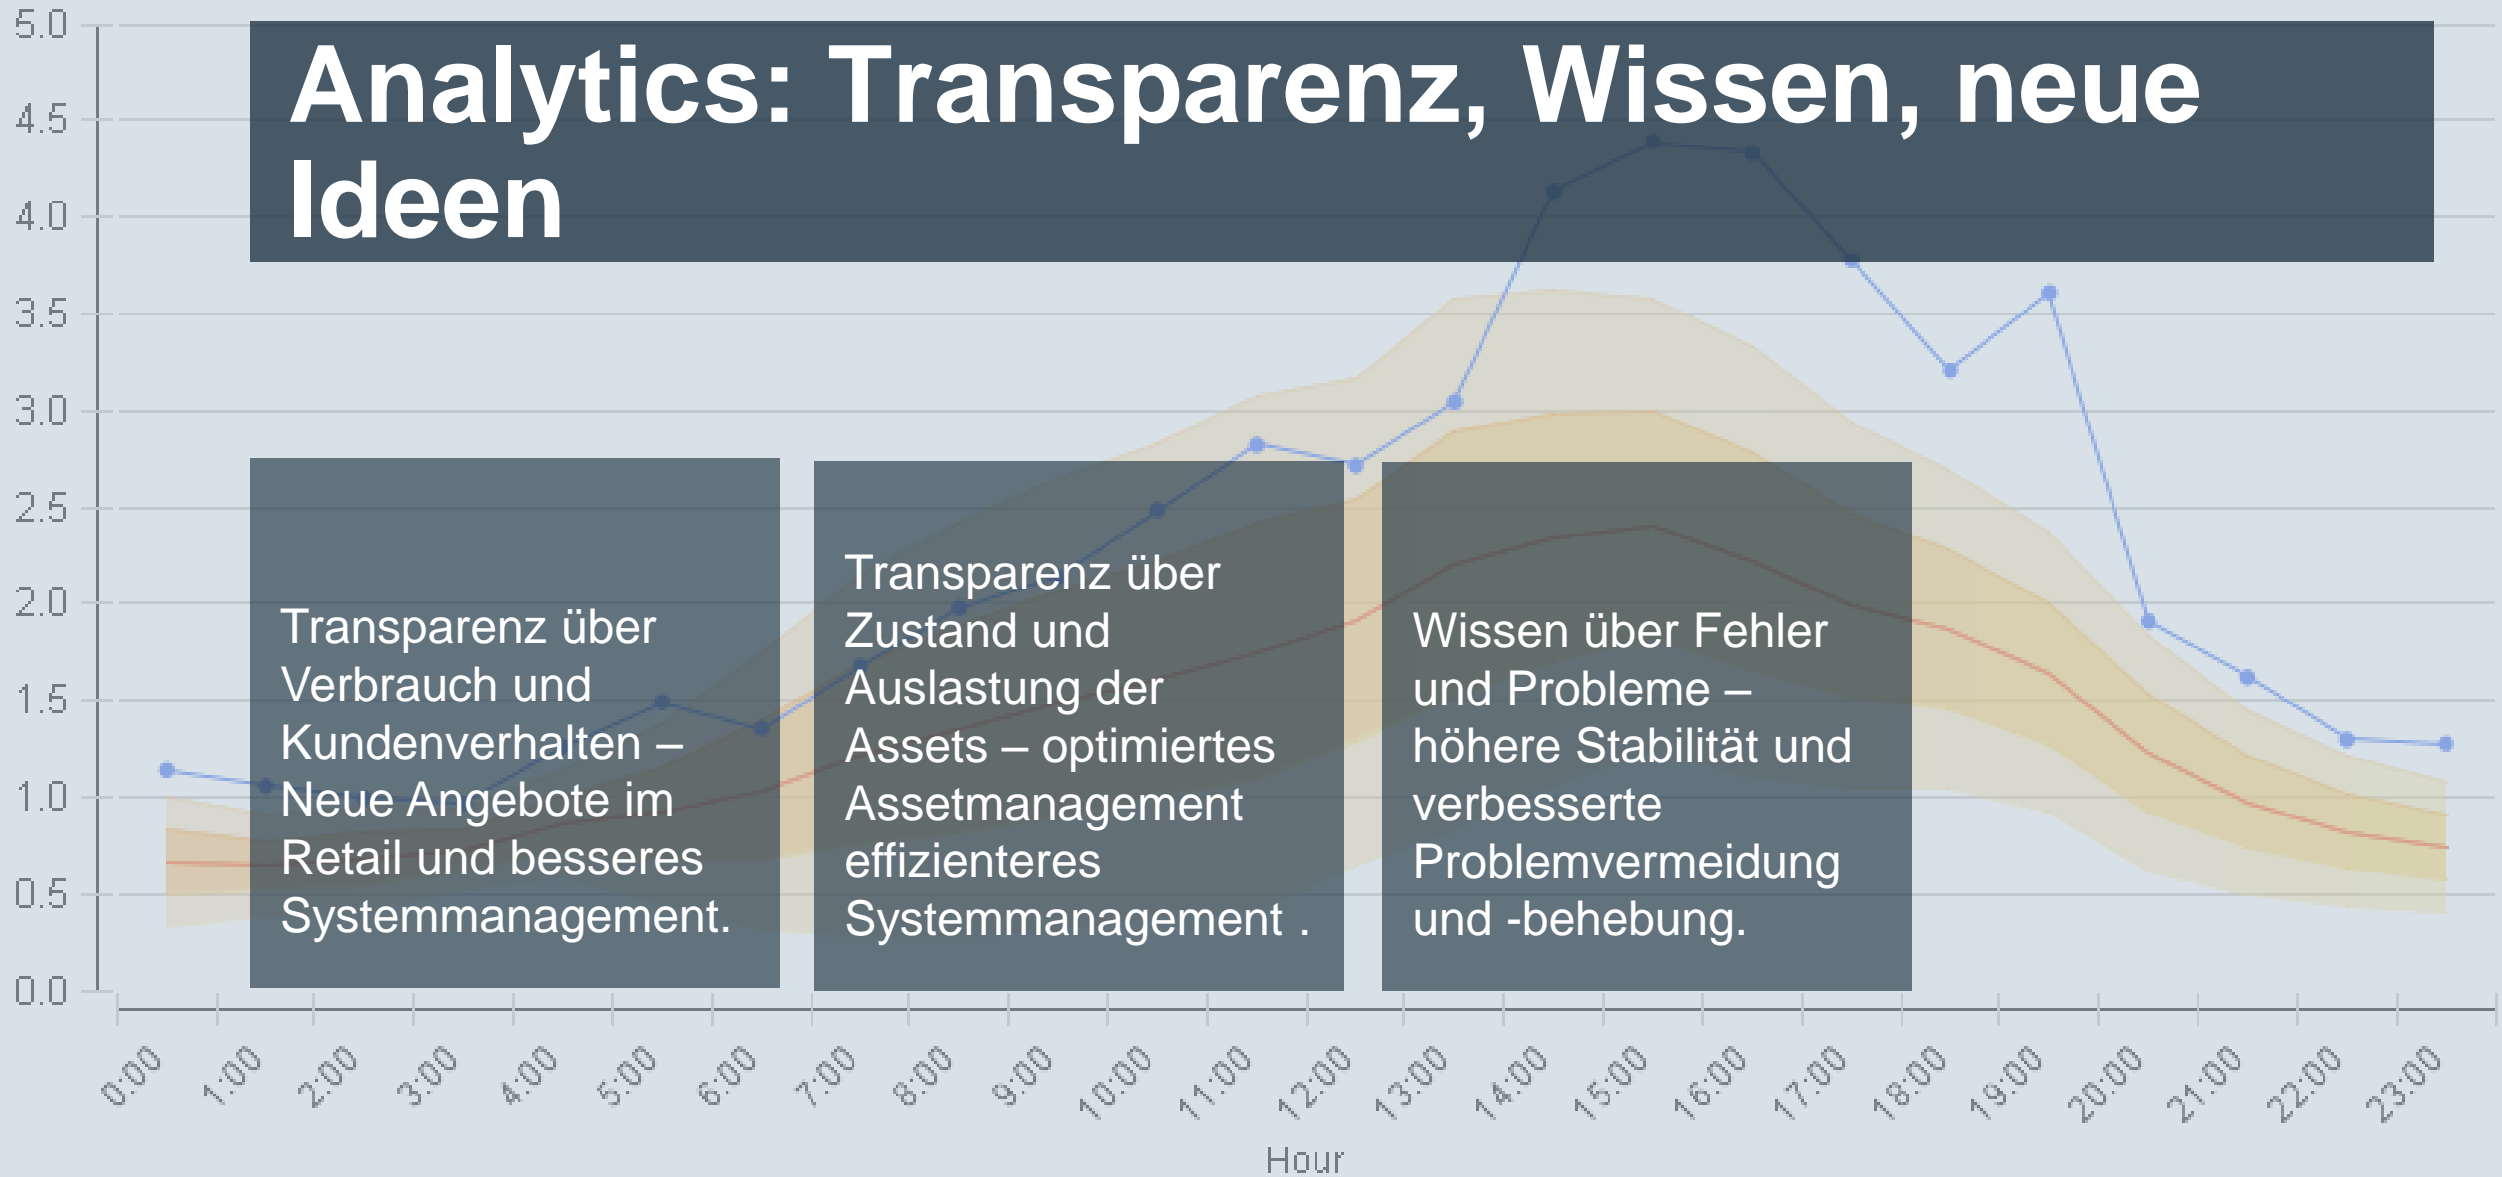 Analytics: Transparenz, Wissen, neue
Ideen
Transparenz über
Verbrauch und
Kundenverhalten –
Neue Angebote im
Retail und besseres
Systemmanagement.
Transparenz über
Zustand und
Auslastung der
Assets – optimiertes
Assetmanagement
effizienteres
Systemmanagement .
Wissen über Fehler
und Probleme –
höhere Stabilität und
verbesserte
Problemvermeidung
und -behebung.
5.0
4.5
4.0
3.5
3.0
2.5
2.0
1.5
1.0
0.5
0.0
0:00 1:00 2:00 3:00 4:00 5:00 6:00 7:00 8:00 9:00 10:00 11:00 12:00 13:00 14:00 15:00 16:00 17:00 18:00 19:00 20:00 21:00 22:00 23:00
Hour